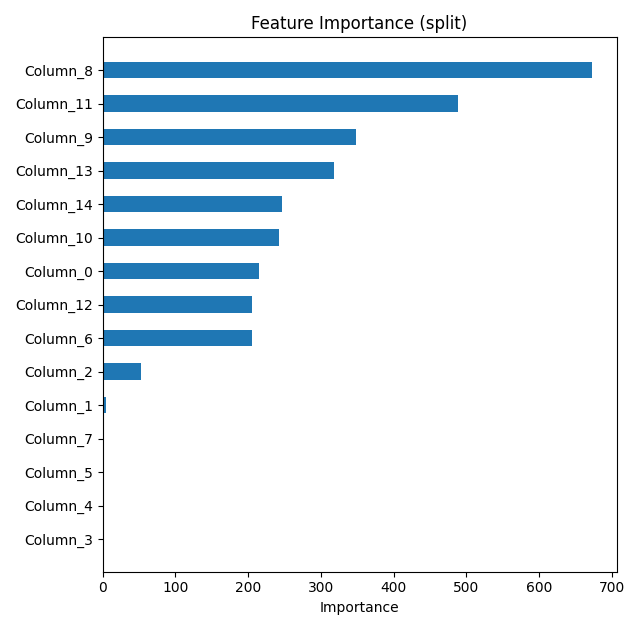 Feature Importance (split)
Column_8
Column_11
Column_9
Column_13
Column_14
Column_10
Column_0
Column_12
Column_6
Column_2
Column_1
Column_7
Column_5
Column_4
Column_3
0 100 200 300 400 500 600 700
Importance